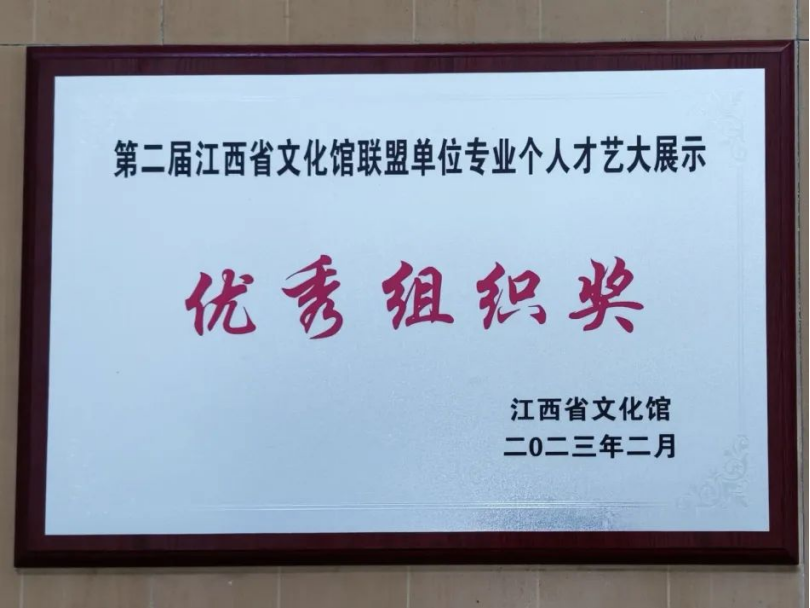 第二届江西省文化馆联盟单位专业个人才艺大展示
优秀组织奖
江西省文化馆
二0二三年二月